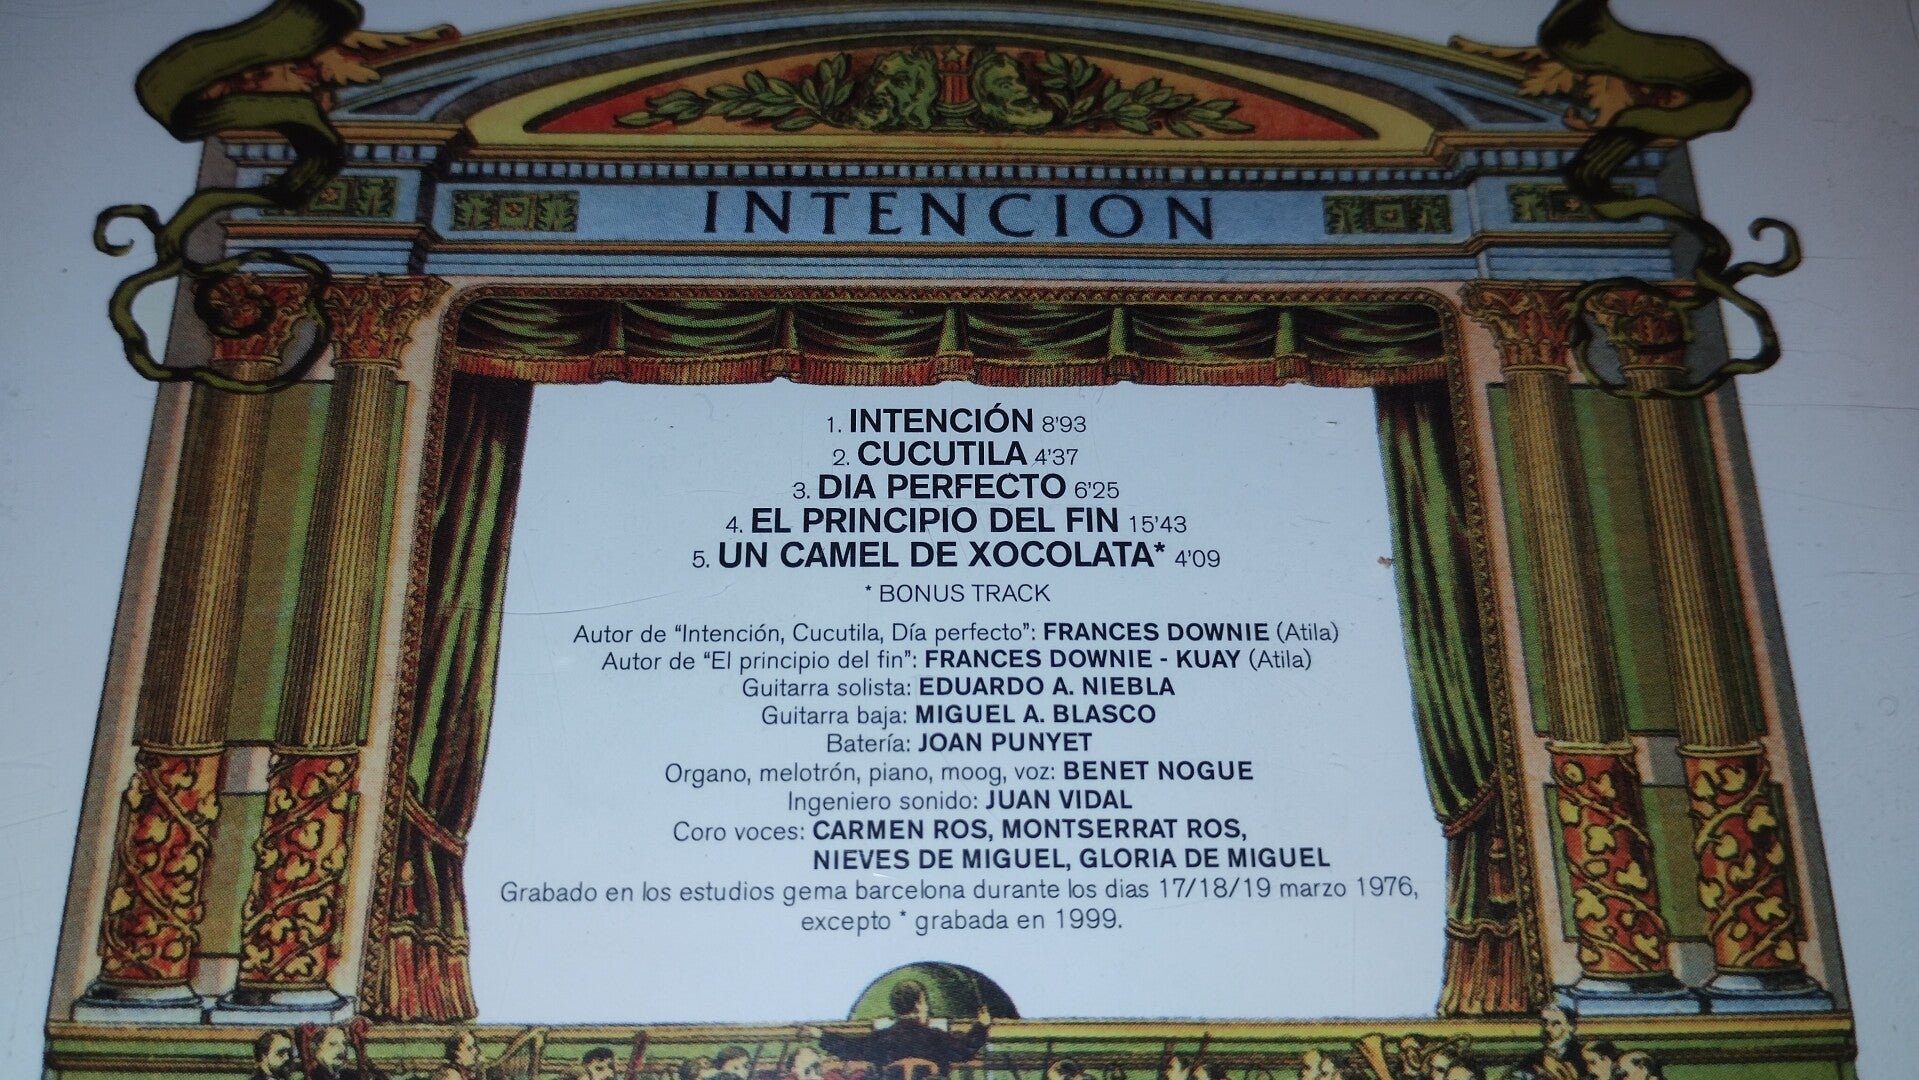 INTENCION
1. INTENCIÓN 8'93
2. CUCUTILA 4'37
3. DIA PERFECTO 6'25
4. EL PRINCIPIO DEL FIN 15'43
5. UN CAMEL DE XOCOLATA* 4'09
* BONUS TRACK
Autor de “Intención, Cucutila, Día perfecto”: FRANCES DOWNIE (Atila)
Autor de “El principio del fin”: FRANCES DOWNIE - KUAY (Atila)
Guitarra solista: EDUARDO A. NIEBLA
Guitarra baja: MIGUEL A. BLASCO
Batería: JOAN PUNYET
Organo, melotrón, piano, moog, voz: BENET NOGUE
Ingeniero sonido: JUAN VIDAL
Coro voces: CARMEN ROS, MONTSERRAT ROS,
NIEVES DE MIGUEL, GLORIA DE MIGUEL
Grabado en los estudios gema barcelona durante los dias 17/18/19 marzo 1976,
excepto * grabada en 1999.